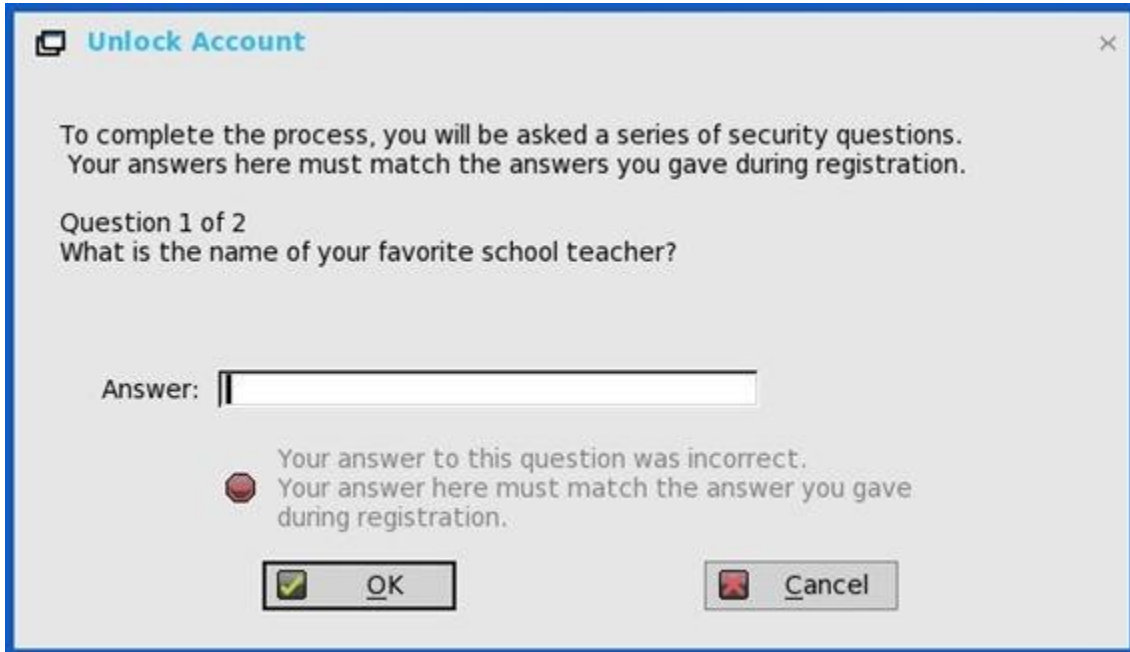 Unlock Account
To complete the process, you will be asked a series of security questions.
Your answers here must match the answers you gave during registration.
Question 1 of 2
What is the name of your favorite school teacher?
Answer:
Your answer to this question was incorrect.
Your answer here must match the answer you gave
during registration.
OK
Cancel